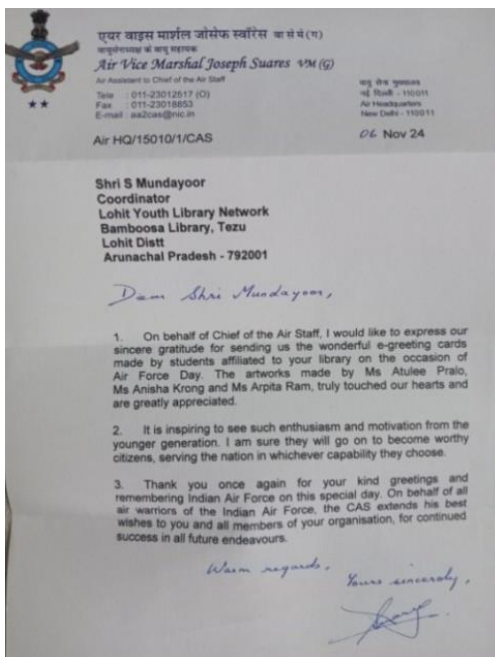 एयर वाइस मार्शल जोसेफ स्वॉरेस वा सं में (ग)
वायुसेनाध्यक्ष के वायु सहायक
Air Vice Marshal Joseph Suares VM (G)
Air Assistant to Chief of the Air Staff
Tele : 011-23012517 (O)
Fax : 011-23018853
E-mail : aa2cas@nic.in
वायु सेना मुख्यालय
नई दिल्ली - 110011
Air Headquarters
New Delhi - 110011
Air HQ/15010/1/CAS
06 Nov 24
Shri S Mundayoor
Coordinator
Lohit Youth Library Network
Bamboosa Library, Tezu
Lohit Distt
Arunachal Pradesh - 792001
Dear Shri Mundayoor,
1. On behalf of Chief of the Air Staff, I would like to express our
sincere gratitude for sending us the wonderful e-greeting cards
made by students affiliated to your library on the occasion of
Air Force Day. The artworks made by Ms Atulee Pralo,
Ms Anisha Krong and Ms Arpita Ram, truly touched our hearts and
are greatly appreciated.
2. It is inspiring to see such enthusiasm and motivation from the
younger generation. I am sure they will go on to become worthy
citizens, serving the nation in whichever capability they choose.
3. Thank you once again for your kind greetings and
remembering Indian Air Force on this special day. On behalf of all
air warriors of the Indian Air Force, the CAS extends his best
wishes to you and all members of your organisation, for continued
success in all future endeavours.
Warm regards,
Yours sincerely,